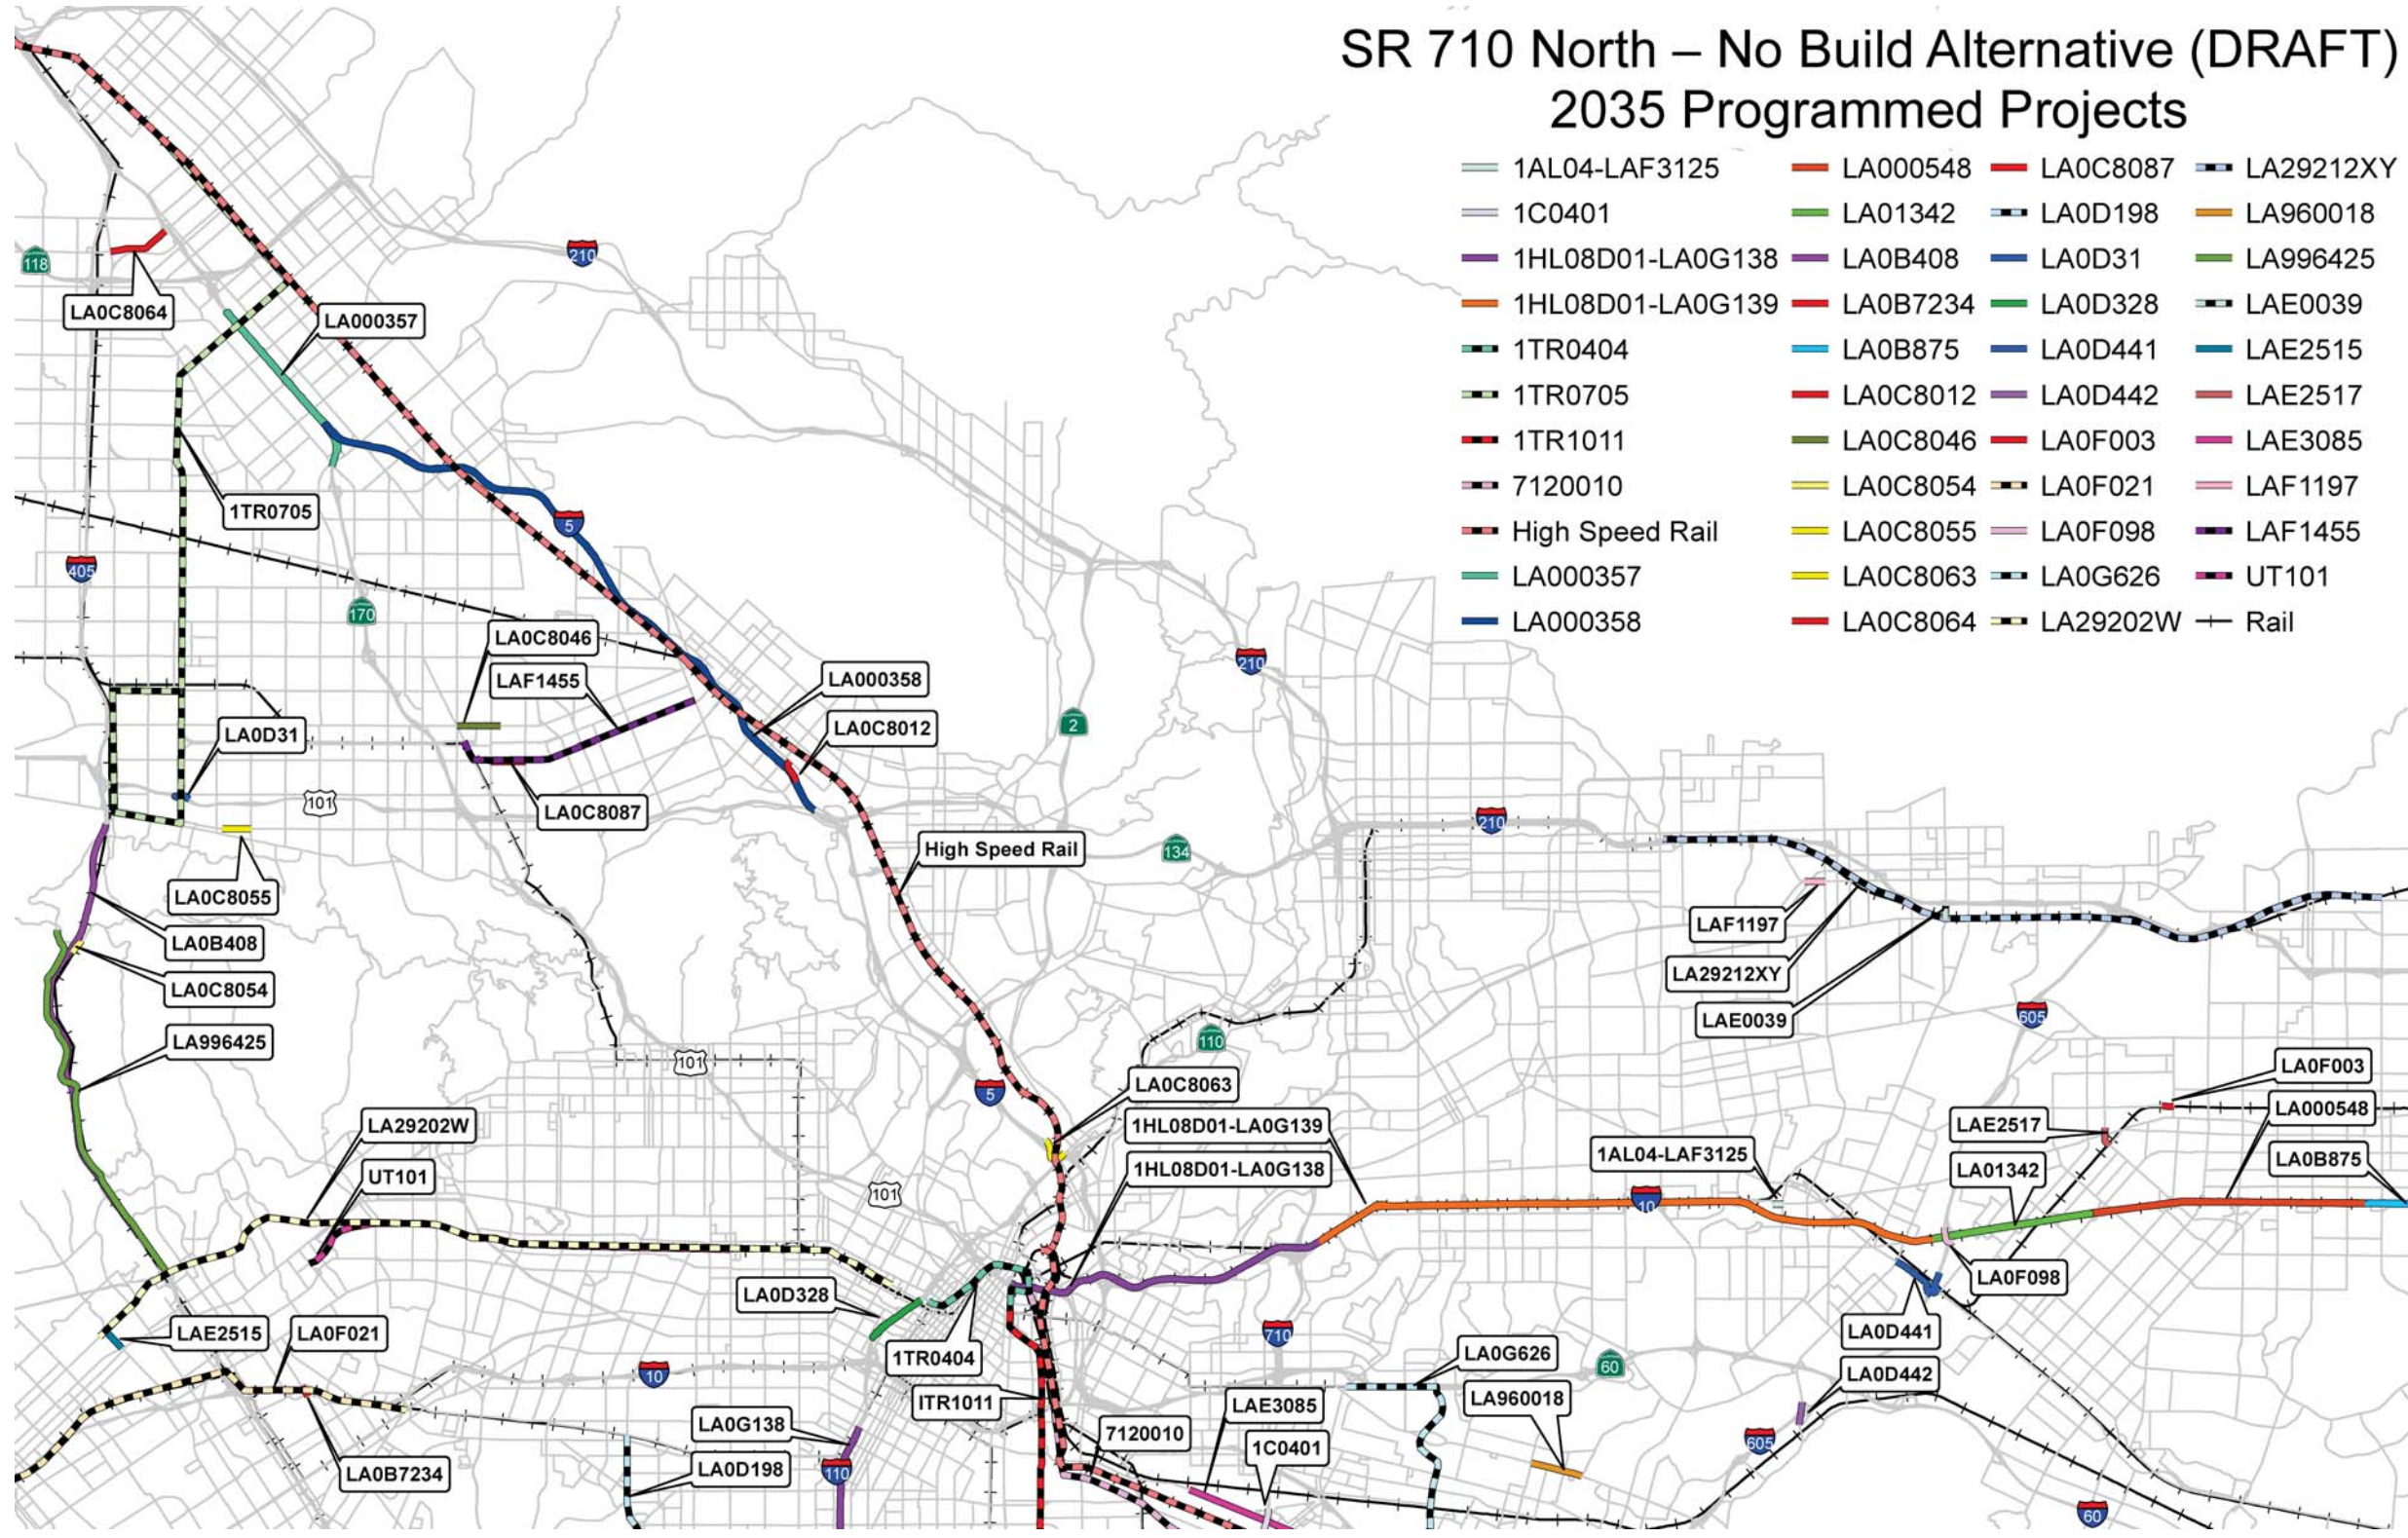 SR 710 North – No Build Alternative (DRAFT)
2035 Programmed Projects
1AL04-LAF3125
1C0401
1HL08D01-LA0G138
1HL08D01-LA0G139
1TR0404
1TR0705
1TR1011
7120010
High Speed Rail
LA000357
LA000358
LA000548
LA01342
LA0B408
LA0B7234
LA0B875
LA0C8012
LA0C8046
LA0C8054
LA0C8055
LA0C8063
LA0C8064
LA0C8087
LA0D198
LA0D31
LA0D328
LA0D441
LA0D442
LA0F003
LA0F021
LA0F098
LA0G626
LA29202W
LA29212XY
LA960018
LA996425
LAE0039
LAE2515
LAE2517
LAE3085
LAF1197
LAF1455
UT101
Rail
118
210
LA0C8064
LA000357
1TR0705
5
405
170
LA0C8046
LAF1455
LA000358
LA0C8012
210
2
LA0D31
101
LA0C8087
High Speed Rail
134
210
LA0C8055
LAF1197
LA0B408
LA29212XY
LA0C8054
LAE0039
605
LA996425
110
101
5
LA0C8063
LA0F003
LA29202W
1HL08D01-LA0G139
LAE2517
LA000548
UT101
1HL08D01-LA0G138
1AL04-LAF3125
LA01342
LA0B875
101
10
LA0F098
LA0D328
LAE2515
LA0F021
710
LA0D441
1TR0404
LA0G626
60
10
LA0D442
ITR1011
LAE3085
LA960018
LA0G138
7120010
1C0401
605
LA0B7234
LA0D198
110
60